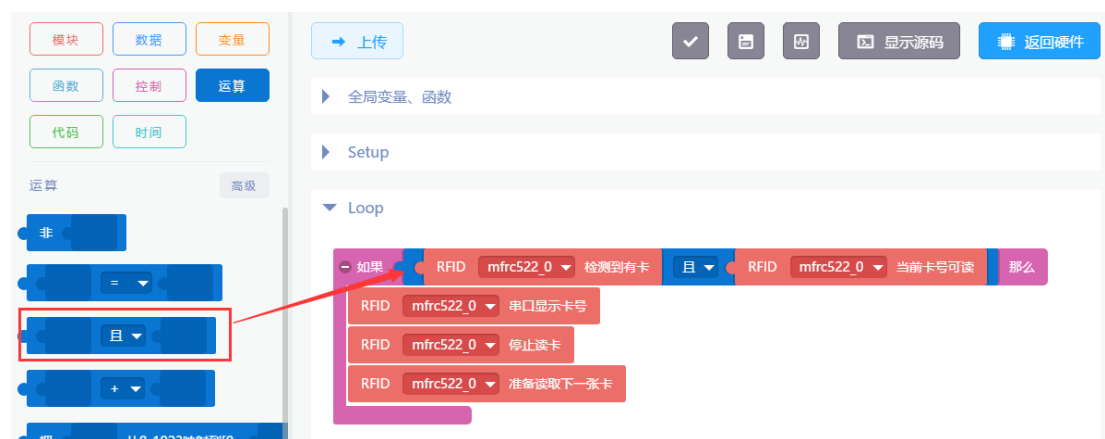 模块 数据 变量
函数 控制 运算
代码 时间
运算 高级
非
=
且
+
上传 显示源码 返回硬件
全局变量、函数
Setup
Loop
如果 RFID mfrc522_0 检测到有卡 且 RFID mfrc522_0 当前卡号可读 那么
RFID mfrc522_0 串口显示卡号
RFID mfrc522_0 停止读卡
RFID mfrc522_0 准备读取下一张卡